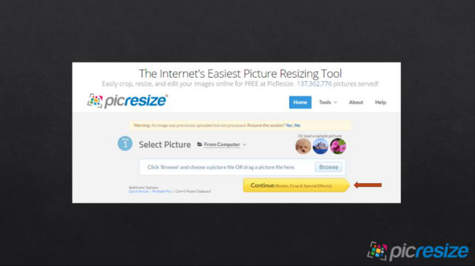 The Internet's Easiest Picture Resizing Tool
Easily crop, resize, and edit your images online for FREE at PicResize. 137,962,776 pictures served!
picresize
Home Tools About Help
Warning: An image was previously uploaded but not processed. Resume this session? Yes | No
1
Select Picture From Computer
Or load a sample picture
Click 'Browse' and choose a picture file OR drag a picture file here.
Browse
Continue (Resize, Crop & Special Effects)
Additional Options:
picresize